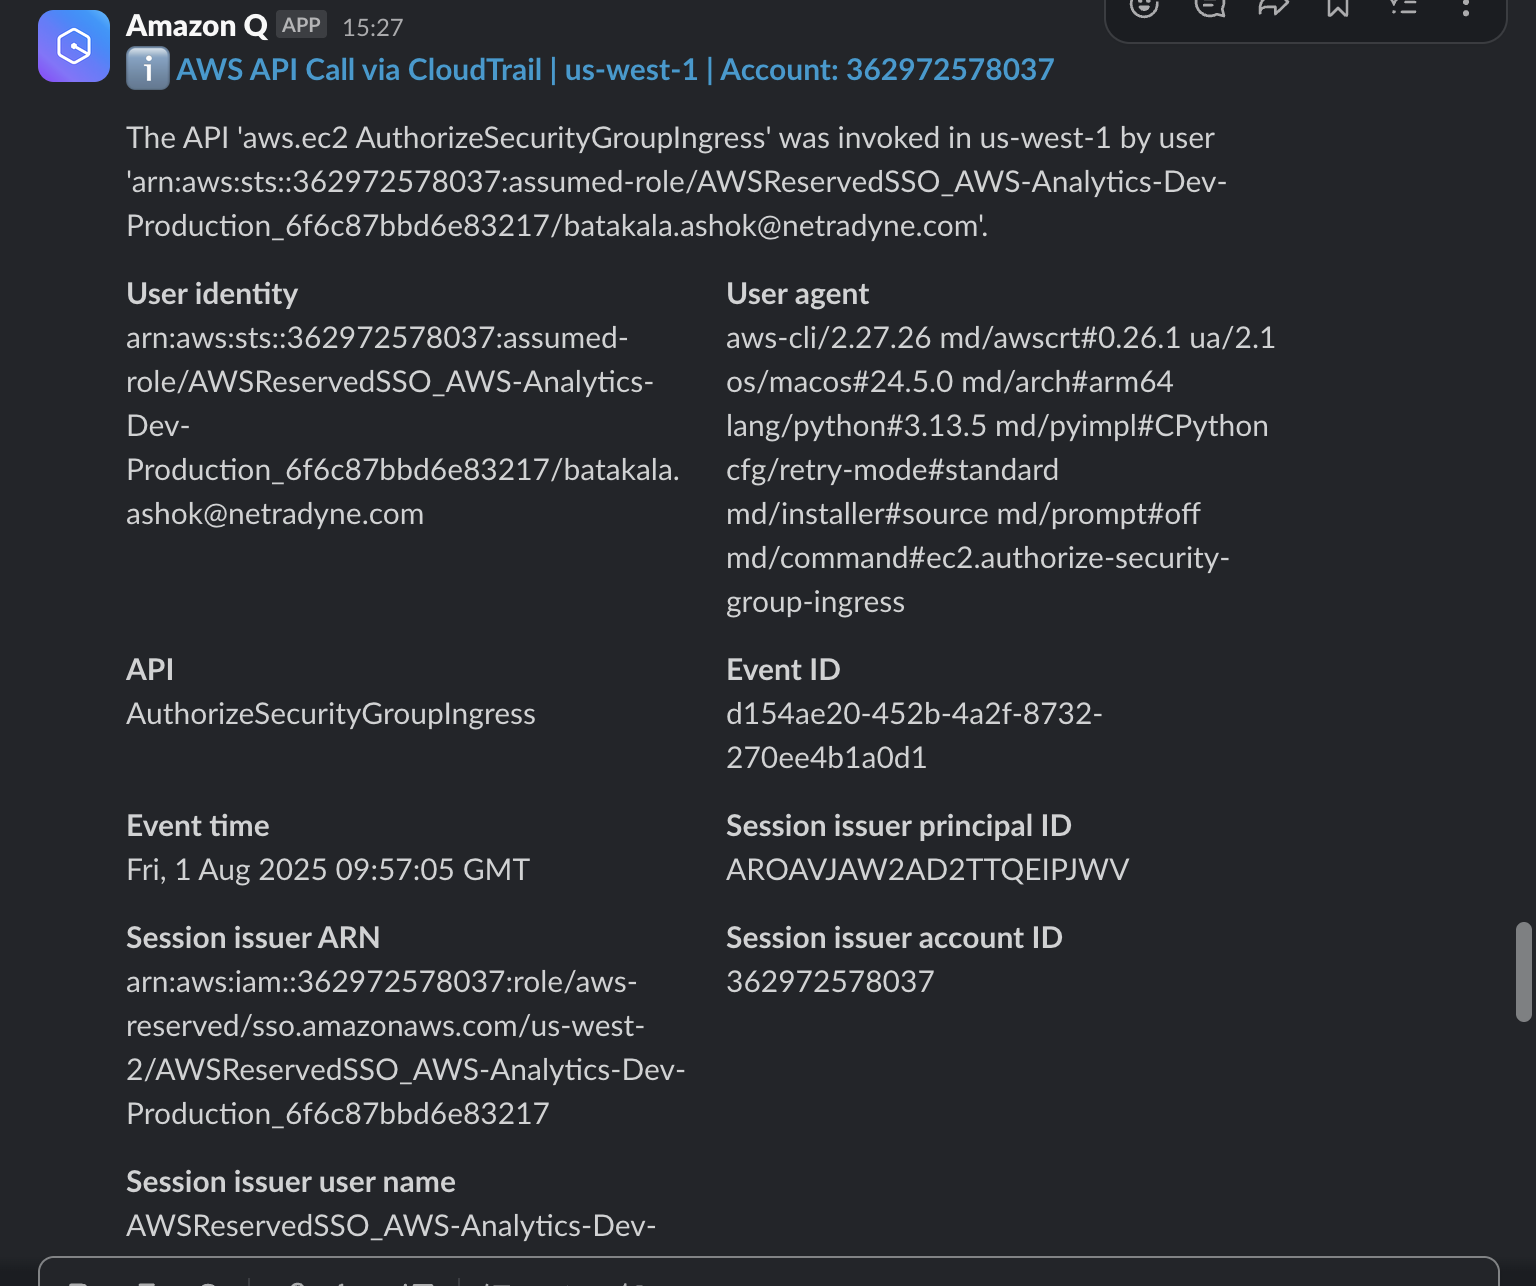 Amazon Q APP 15:27
AWS API Call via CloudTrail | us-west-1 | Account: 362972578037
The API 'aws.ec2 AuthorizeSecurityGroupIngress' was invoked in us-west-1 by user
'arn:aws:sts::362972578037:assumed-role/AWSReservedSSO_AWS-Analytics-Dev-
Production_6f6c87bbd6e83217/batakala.ashok@netradyne.com'.
User identity
arn:aws:sts::362972578037:assumed-
role/AWSReservedSSO_AWS-Analytics-
Dev-
Production_6f6c87bbd6e83217/batakala.
ashok@netradyne.com
User agent
aws-cli/2.27.26 md/awscrt#0.26.1 ua/2.1
os/macos#24.5.0 md/arch#arm64
lang/python#3.13.5 md/pyimpl#CPython
cfg/retry-mode#standard
md/installer#source md/prompt#off
md/command#ec2.authorize-security-
group-ingress
API
AuthorizeSecurityGroupIngress
Event ID
d154ae20-452b-4a2f-8732-
270ee4b1a0d1
Event time
Fri, 1 Aug 2025 09:57:05 GMT
Session issuer principal ID
AROAVJAW2AD2TTQEIPJWV
Session issuer ARN
arn:aws:iam::362972578037:role/aws-
reserved/sso.amazonaws.com/us-west-
2/AWSReservedSSO_AWS-Analytics-Dev-
Production_6f6c87bbd6e83217
Session issuer account ID
362972578037
Session issuer user name
AWSReservedSSO_AWS-Analytics-Dev-